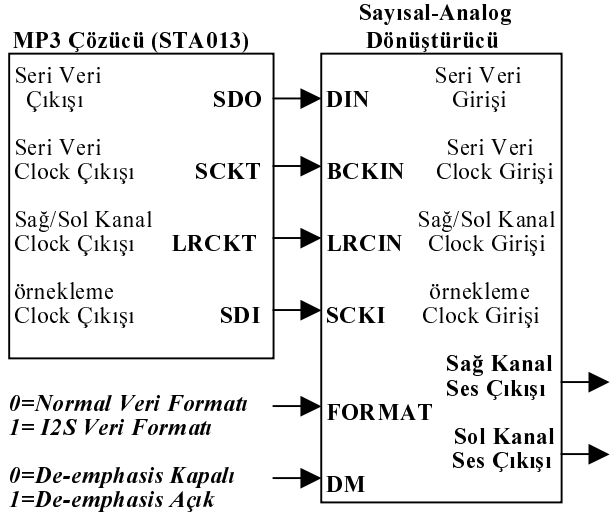 Sayısal-Analog
Dönüştürücü
MP3 Çözücü (STA013)
Seri Veri
Çıkışı
SDO
DIN
Seri Veri
Girişi
Seri Veri
Clock Çıkışı
SCKT
BCKIN
Seri Veri
Clock Girişi
Sağ/Sol Kanal
Clock Çıkışı
LRCKT
LRCIN
Sağ/Sol Kanal
Clock Girişi
örnekleme
Clock Çıkışı
SDI
SCKI
örnekleme
Clock Girişi
Sağ Kanal
Ses Çıkışı
0=Normal Veri Formatı
1= I2S Veri Formatı
FORMAT
Sol Kanal
Ses Çıkışı
0=De-emphasis Kapalı
1=De-emphasis Açık
DM